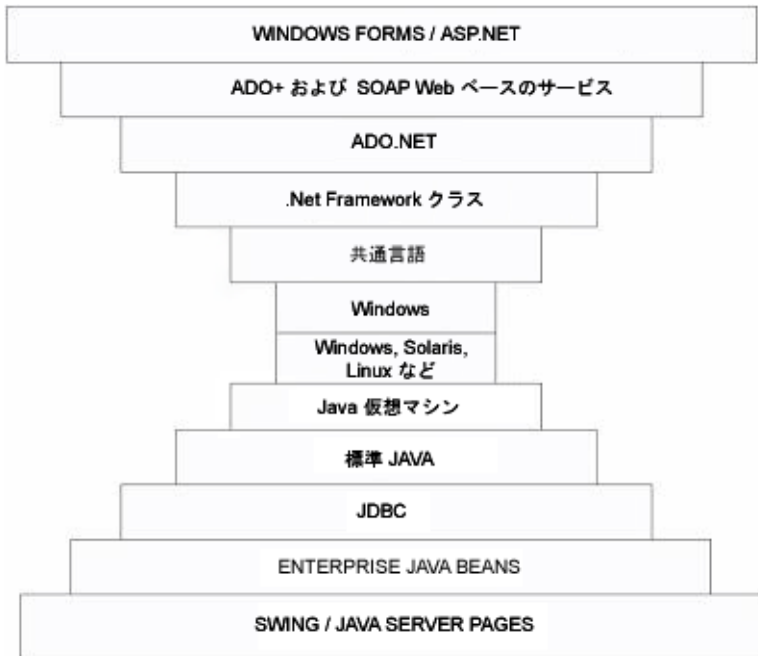 WINDOWS FORMS / ASP.NET
ADO+ および SOAP Web ベースのサービス
ADO.NET
.Net Framework クラス
共通言語
Windows
Windows, Solaris,
Linux など
Java 仮想マシン
標準 JAVA
JDBC
ENTERPRISE JAVA BEANS
SWING / JAVA SERVER PAGES